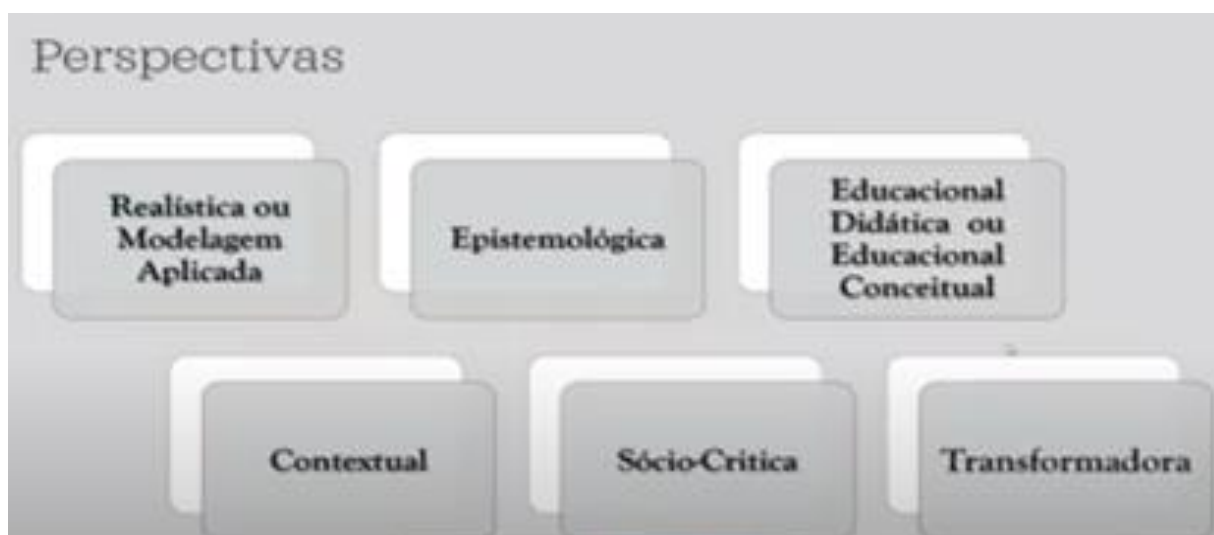 Perspectivas
Realística ou
Modelagem
Aplicada
Epistemológica
Educacional
Didática ou
Educacional
Conceitual
Contextual
Sócio-Crítica
Transformadora